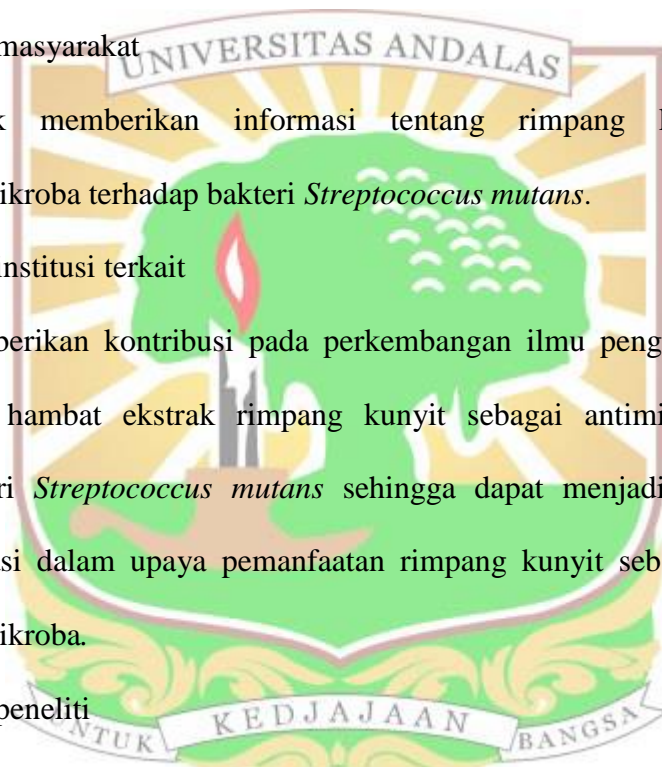 masyarakat
UNIVERSITAS ANDALAS
memberikan informasi tentang rimpang
ikroba terhadap bakteri Streptococcus mutans.
institusi terkait
berikan kontribusi pada perkembangan ilmu peng
hambat ekstrak rimpang kunyit sebagai antimi
ri Streptococcus mutans sehingga dapat menjadi
si dalam upaya pemanfaatan rimpang kunyit seb
ikroba.
peneliti
UNTUK KEDJAJAAN BANGSA